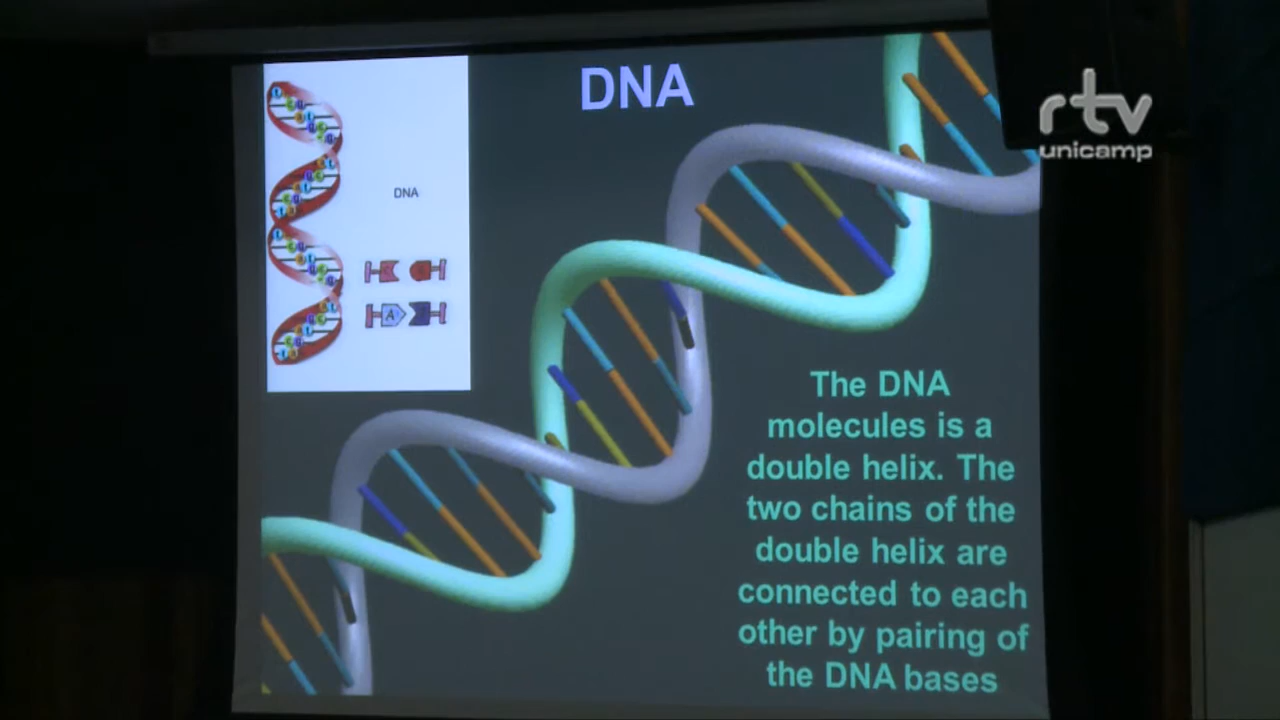 DNA
rtv
unicamp
DNA
A
The DNA
molecules is a
double helix. The
two chains of the
double helix are
connected to each
other by pairing of
the DNA bases